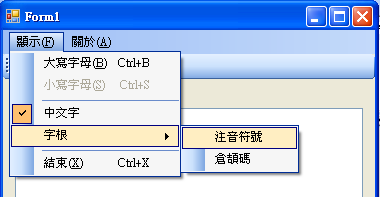 Form1
顯示(F) 關於(A)
大寫字母(B) Ctrl+B
小寫字母(S) Ctrl+S
中文字
字根
注音符號
倉頡碼
結束(X) Ctrl+X